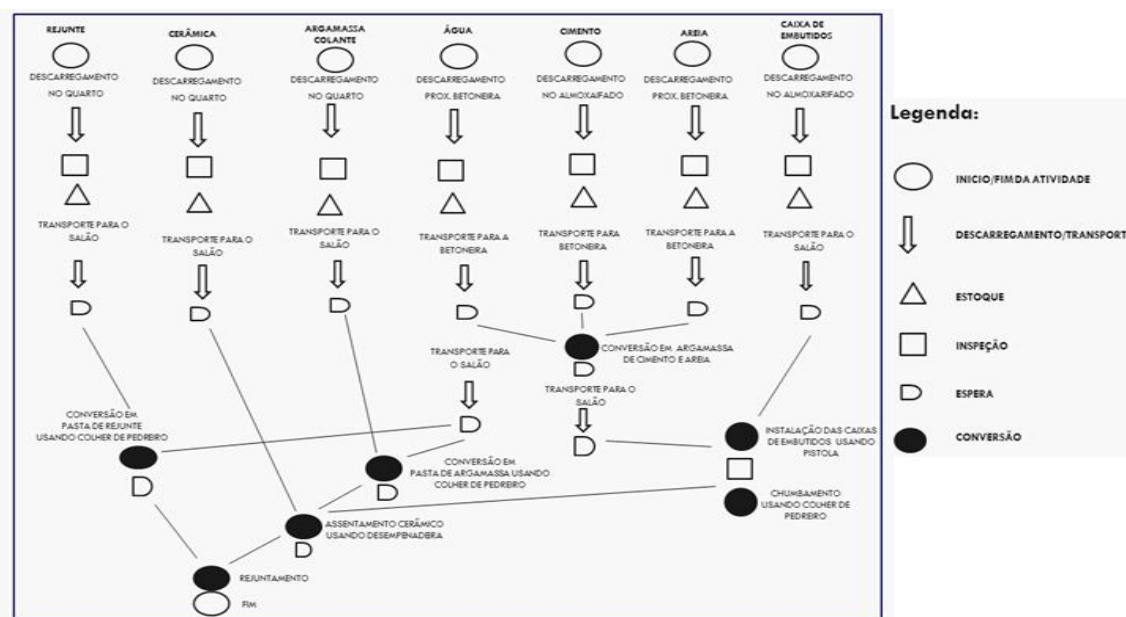 REJUNTE
CERÂMICA
ARGAMASSA
COLANTE
ÁGUA
CIMENTO
AREIA
CAIXA DE
EMBUTIDOS
DESCARREGAMENTO
NO QUARTO
DESCARREGAMENTO
NO QUARTO
DESCARREGAMENTO
NO QUARTO
DESCARREGAMENTO
PROX. BETONEIRA
DESCARREGAMENTO
NO ALMOXAIFADO
DESCARREGAMENTO
PROX. BETONEIRA
DESCARREGAMENTO
NO ALMOXARIFADO
TRANSPORTE PARA O
SALÃO
TRANSPORTE PARA O
SALÃO
TRANSPORTE PARA O
SALÃO
TRANSPORTE PARA A
BETONEIRA
TRANSPORTE PARA
BETONEIRA
TRANSPORTE PARA A
BETONEIRA
TRANSPORTE PARA O
SALÃO
TRANSPORTE PARA
O SALÃO
CONVERSÃO EM ARGAMASSA
DE CIMENTO E AREIA
TRANSPORTE PARA O
SALÃO
CONVERSÃO EM
PASTA DE REJUNTE
USANDO COLHER DE PEDREIRO
CONVERSÃO EM
PASTA DE ARGAMASSA USANDO
COLHER DE PEDREIRO
INSTALAÇÃO DAS CAIXAS
DE EMBUTIDOS USANDO
PISTOLA
CHUMBAMENTO
USANDO COLHER DE
PEDREIRO
ASSENTAMENTO CERÂMICO
USANDO DESEMPENADEIRA
REJUNTAMENTO
FIM
Legenda:
INICIO/FIM DA ATIVIDADE
DESCARREGAMENTO/TRANSPORT
ESTOQUE
INSPEÇÃO
ESPERA
CONVERSÃO